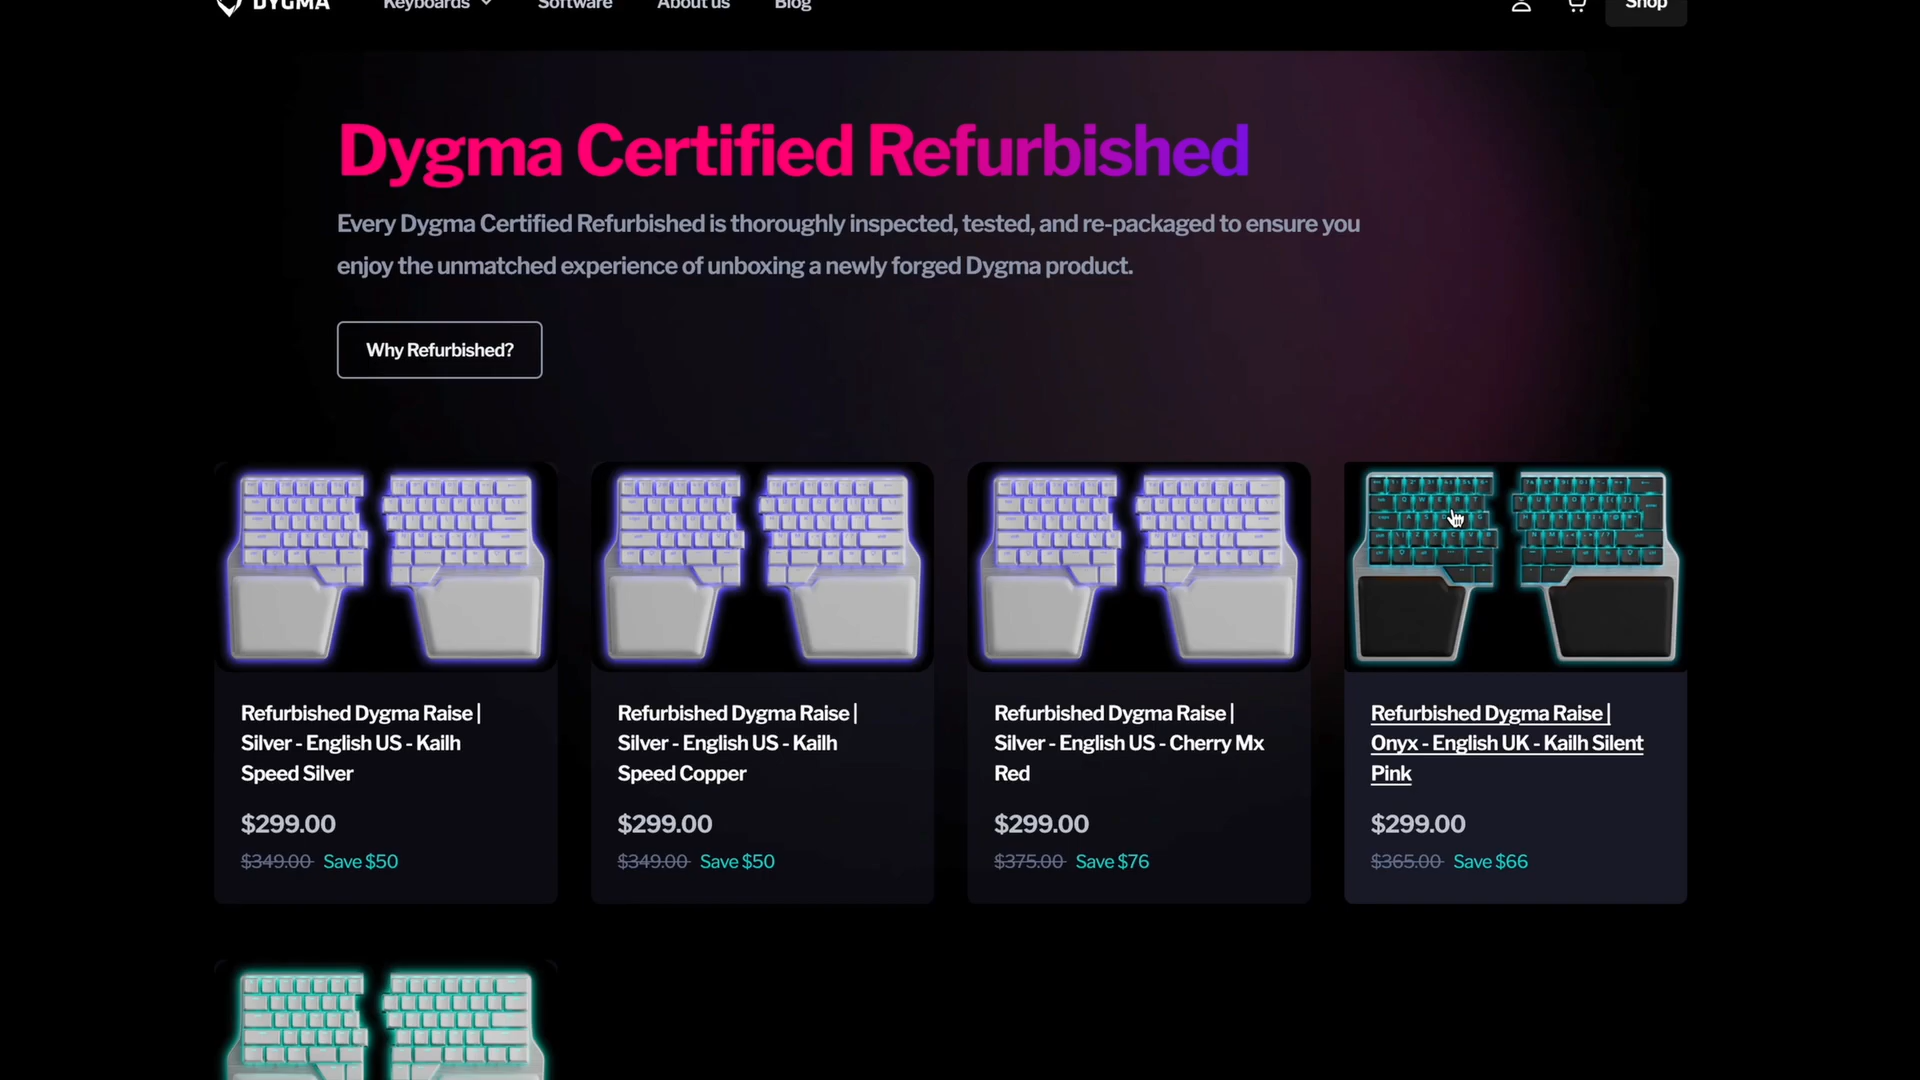 DYGMA
Keyboards
Software
About us
Blog
Shop
Dygma Certified Refurbished
Every Dygma Certified Refurbished is thoroughly inspected, tested, and re-packaged to ensure you
enjoy the unmatched experience of unboxing a newly forged Dygma product.
Why Refurbished?
Refurbished Dygma Raise |
Silver - English US - Kailh
Speed Silver
$299.00
$349.00 Save $50
Refurbished Dygma Raise |
Silver - English US - Kailh
Speed Copper
$299.00
$349.00 Save $50
Refurbished Dygma Raise |
Silver - English US - Cherry Mx
Red
$299.00
$375.00 Save $76
Refurbished Dygma Raise |
Onyx - English UK - Kailh Silent
Pink
$299.00
$365.00 Save $66